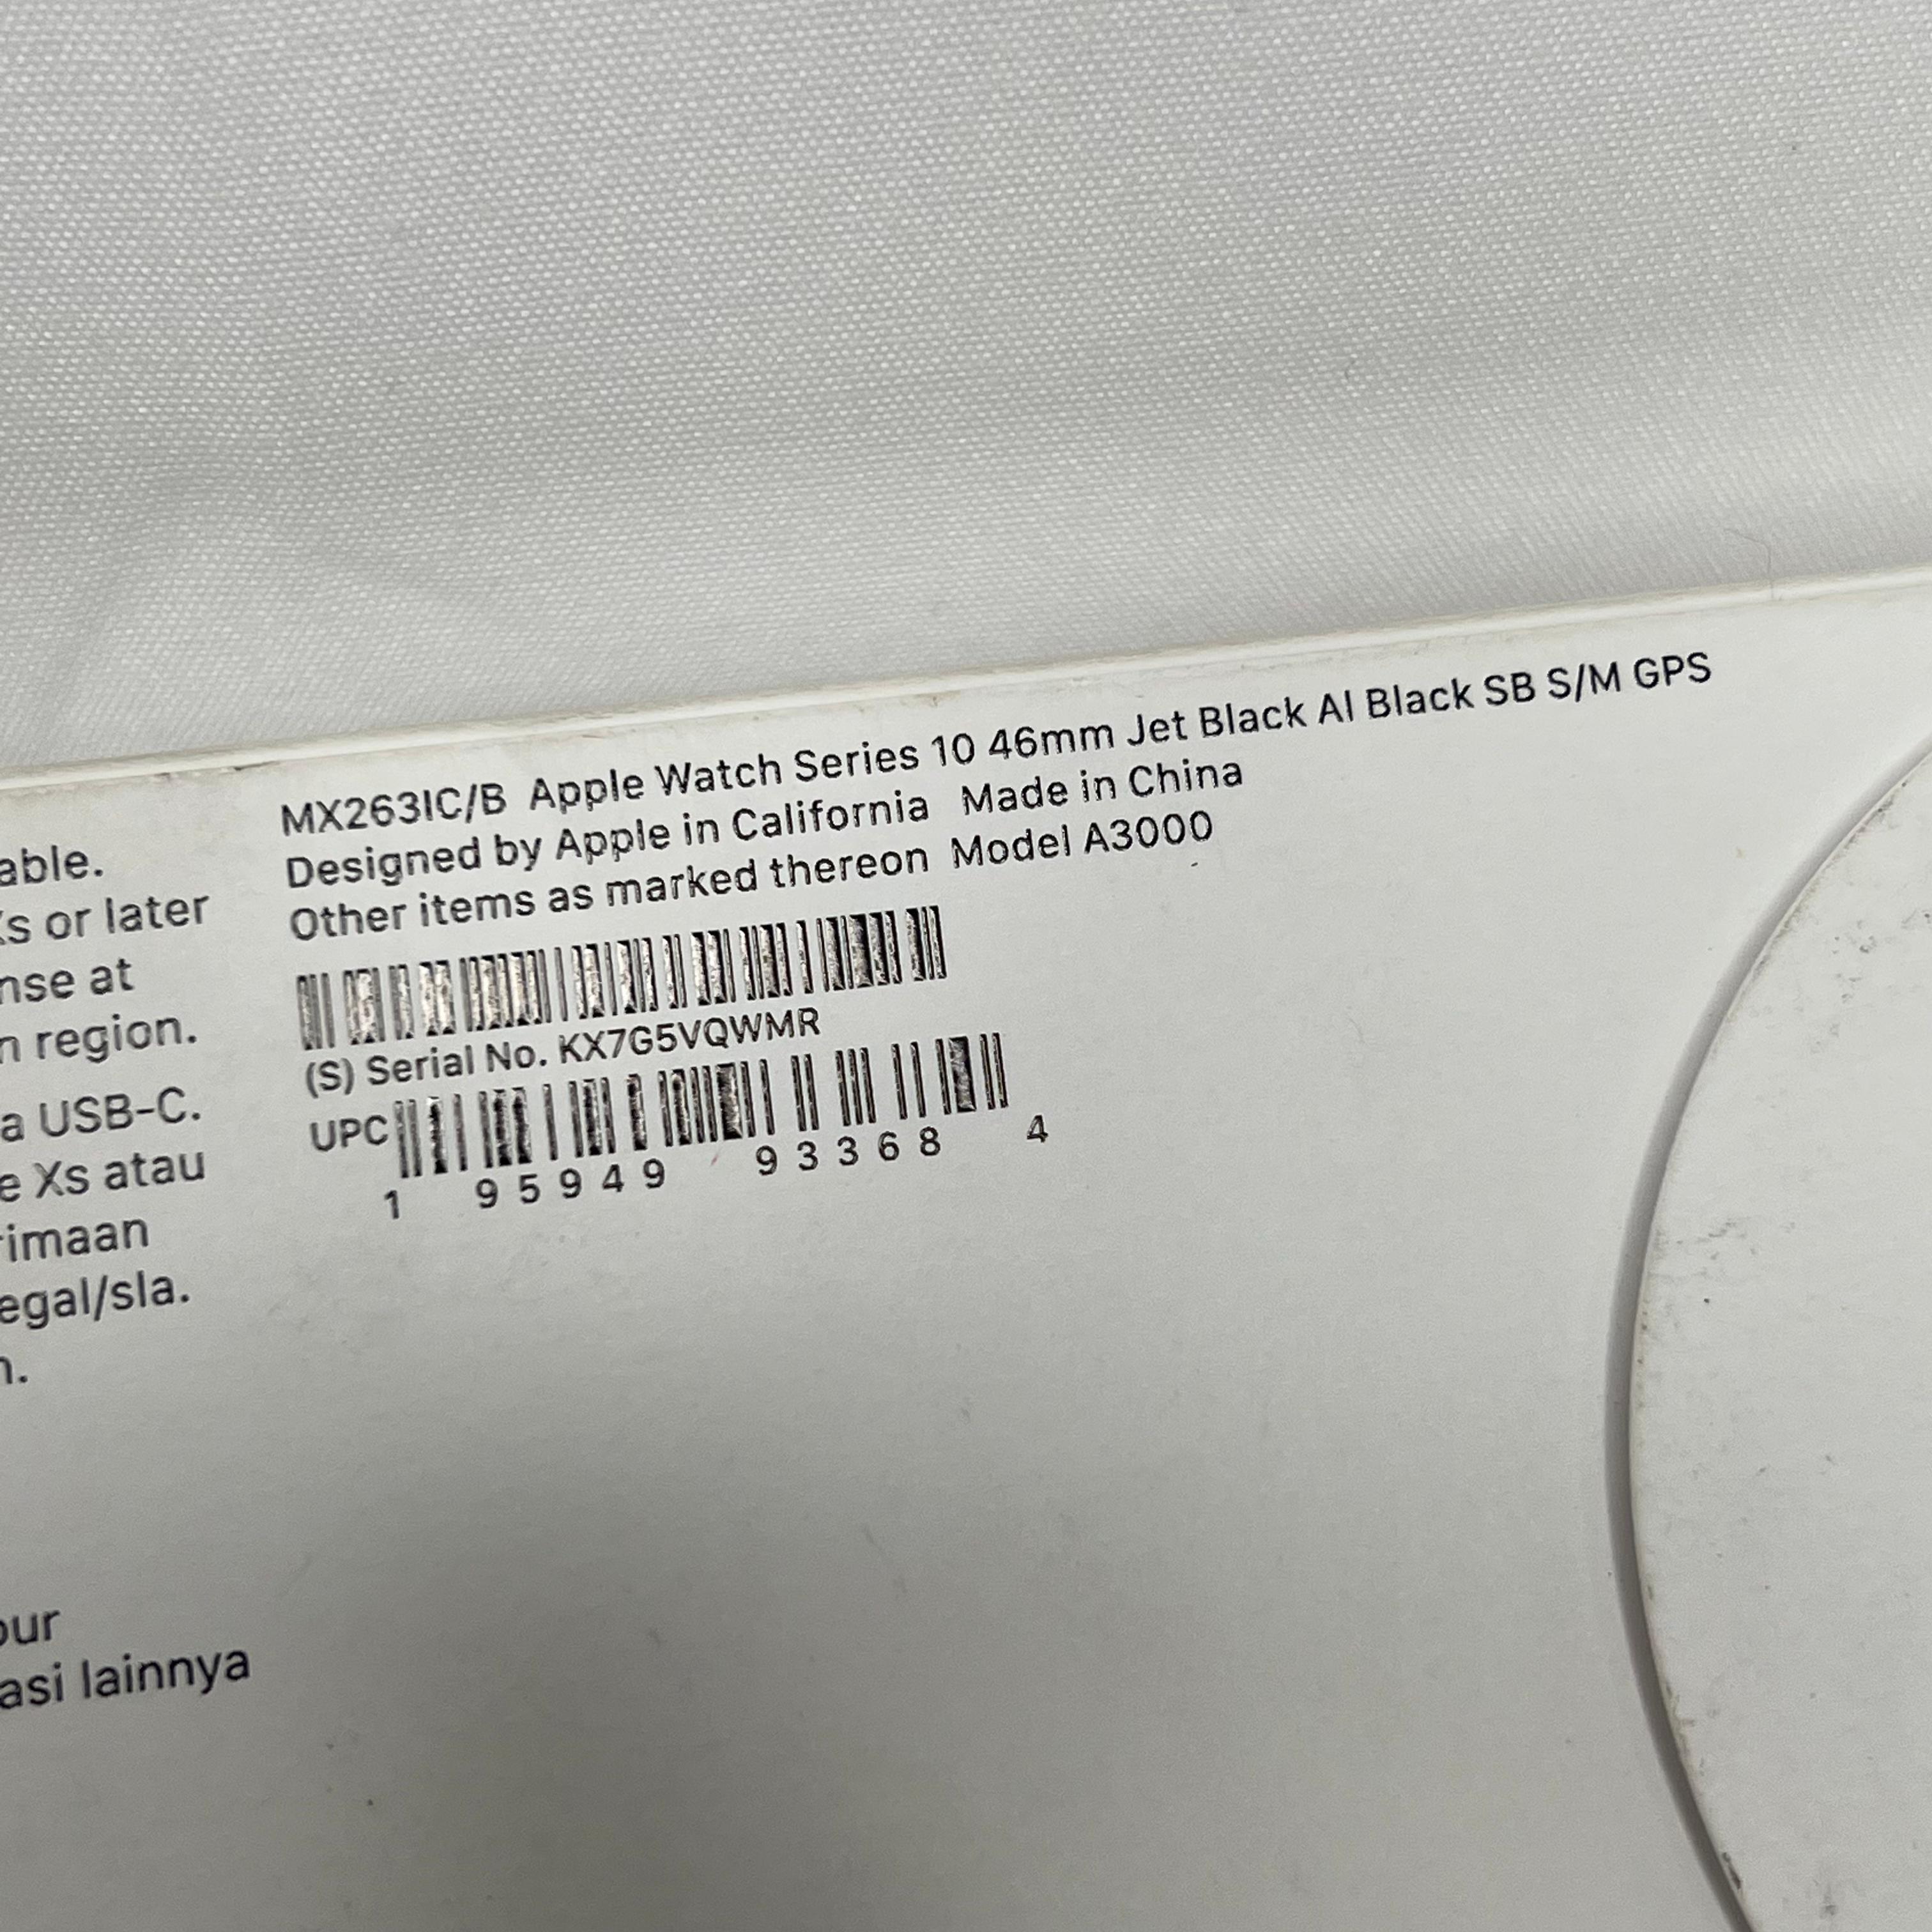 able.
Xs or later
nse at
n region.
a USB-C.
e Xs atau
rimaan
egal/sla.
n.
our
asi lainnya
MX263IC/B Apple Watch Series 10 46mm Jet Black Al Black SB S/M GPS
Designed by Apple in California Made in China
Other items as marked thereon Model A3000
(S) Serial No. KX7G5VQWMR
UPC
1 95949 93368 4